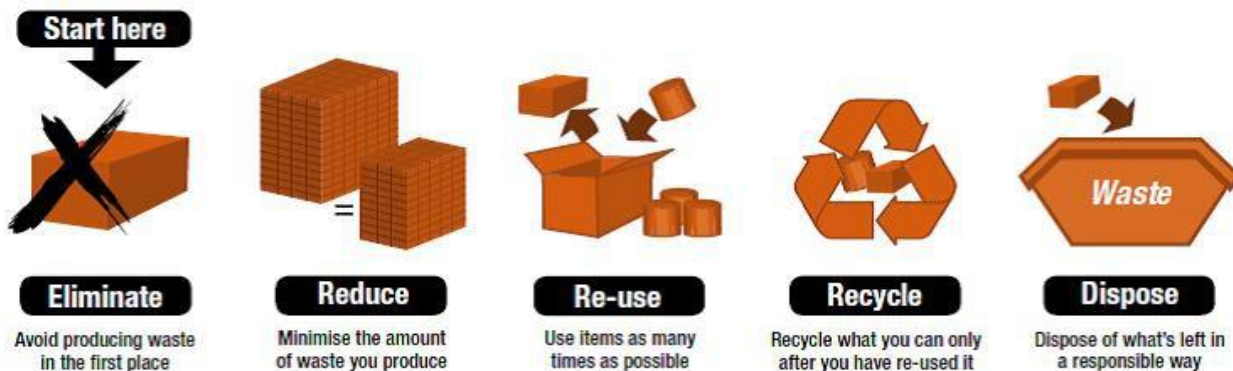 Start here
=
Eliminate
Avoid producing waste
in the first place
Reduce
Minimise the amount
of waste you produce
Re-use
Use items as many
times as possible
Recycle
Recycle what you can only
after you have re-used it
Waste
Dispose
Dispose of what's left in
a responsible way